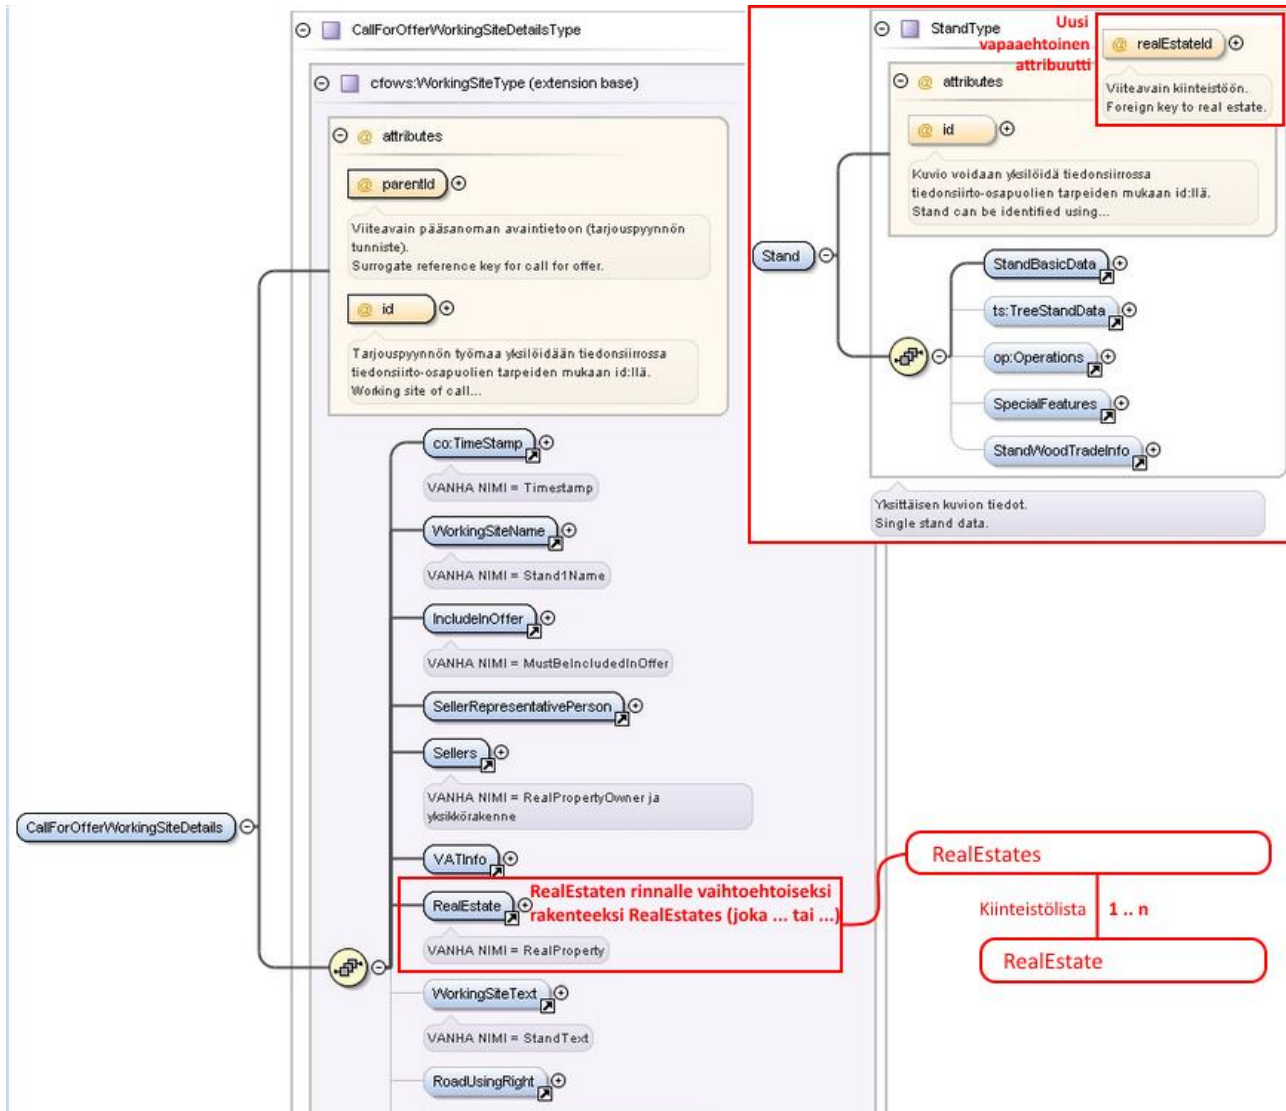 CallForOfferWorkingSiteDetailsType
cfows:WorkingSiteType (extension base)
@ attributes
@ parentId
Viiteavain pääsanoman avaintietoon (tarjouspyynnön
tunniste).
Surrogate reference key for call for offer.
@ id
Tarjouspyynnön työmaa yksilöidään tiedonsiirrossa
tiedonsiirto-osapuolien tarpeiden mukaan id:llä.
Working site of call...
co:TimeStamp
VANHA NIMI = Timestamp
WorkingSiteName
VANHA NIMI = Stand1Name
IncludeInOffer
VANHA NIMI = MustBeIncludedInOffer
SellerRepresentativePerson
Sellers
VANHA NIMI = RealPropertyOwner ja
yksikkörakenne
CallForOfferWorkingSiteDetails
VATInfo
RealEstate
RealEstaten rinnalle vaihtoehtoiseksi
rakenteeksi RealEstates (joka ... tai ...)
VANHA NIMI = RealProperty
WorkingSiteText
VANHA NIMI = StandText
RoadUsingRight
StandType
Uusi
vapaaehtoinen
attribuutti
@ realEstateId
Viiteavain kiinteistöön.
Foreign key to real estate.
@ attributes
@ id
Kuvio voidaan yksilöidä tiedonsiirrossa
tiedonsiirto-osapuolien tarpeiden mukaan id:llä.
Stand can be identified using...
Stand
StandBasicData
ts:TreeStandData
op:Operations
SpecialFeatures
StandWoodTradeInfo
Yksittäisen kuvion tiedot.
Single stand data.
RealEstates
Kiinteistölista
1 .. n
RealEstate